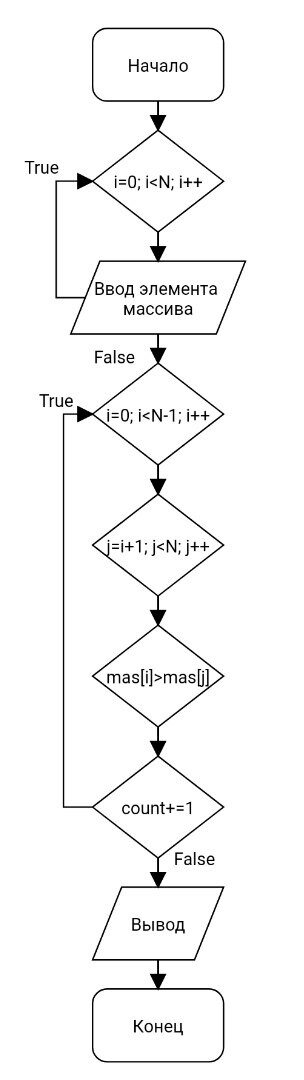 Начало
True
i=0; i<N; i++
Ввод элемента
массива
False
True
i=0; i<N-1; i++
j=i+1; j<N; j++
mas[i]>mas[j]
count+=1
False
Вывод
Конец